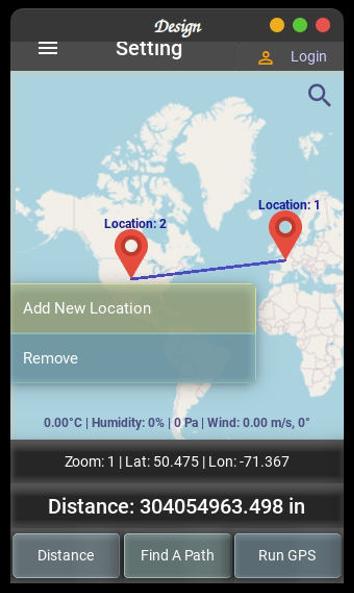 Design
Setting
Login
Location: 1
Location: 2
Add New Location
Remove
0.00°C | Humidity: 0% | 0 Pa | Wind: 0.00 m/s, 0°
Zoom: 1 | Lat: 50.475 | Lon: -71.367
Distance: 304054963.498 in
Distance
Find A Path
Run GPS